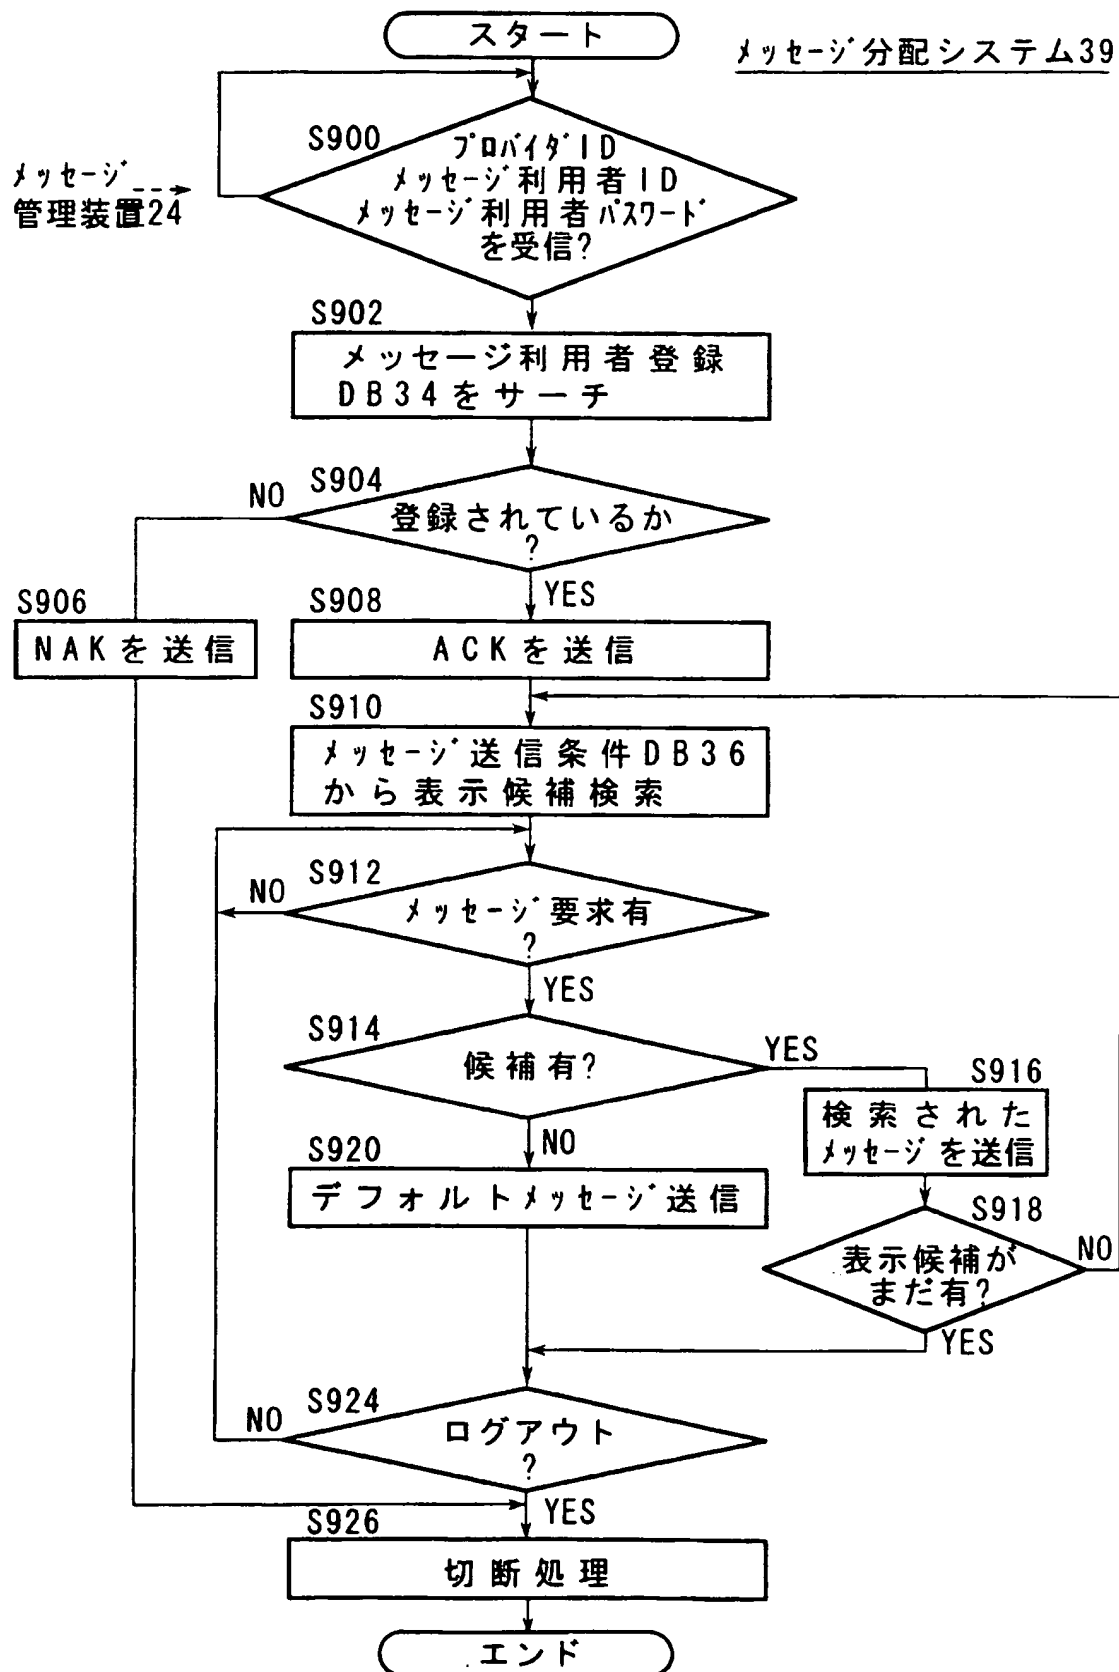 スタート
メッセージ分配システム39
S900
プロバイダID
メッセージ利用者ID
メッセージ利用者パスワード
を受信?
メッセージ
管理装置24
S902
メッセージ利用者登録
DB34をサーチ
S904
NO
登録されているか
?
YES
S906
NAKを送信
S908
ACKを送信
S910
メッセージ送信条件DB36
から表示候補検索
S912
NO
メッセージ要求有
?
YES
S914
候補有?
YES
S916
検索された
メッセージを送信
NO
S920
デフォルトメッセージ送信
S918
表示候補が
まだ有?
NO
YES
S924
NO
ログアウト
?
YES
S926
切断処理
エンド